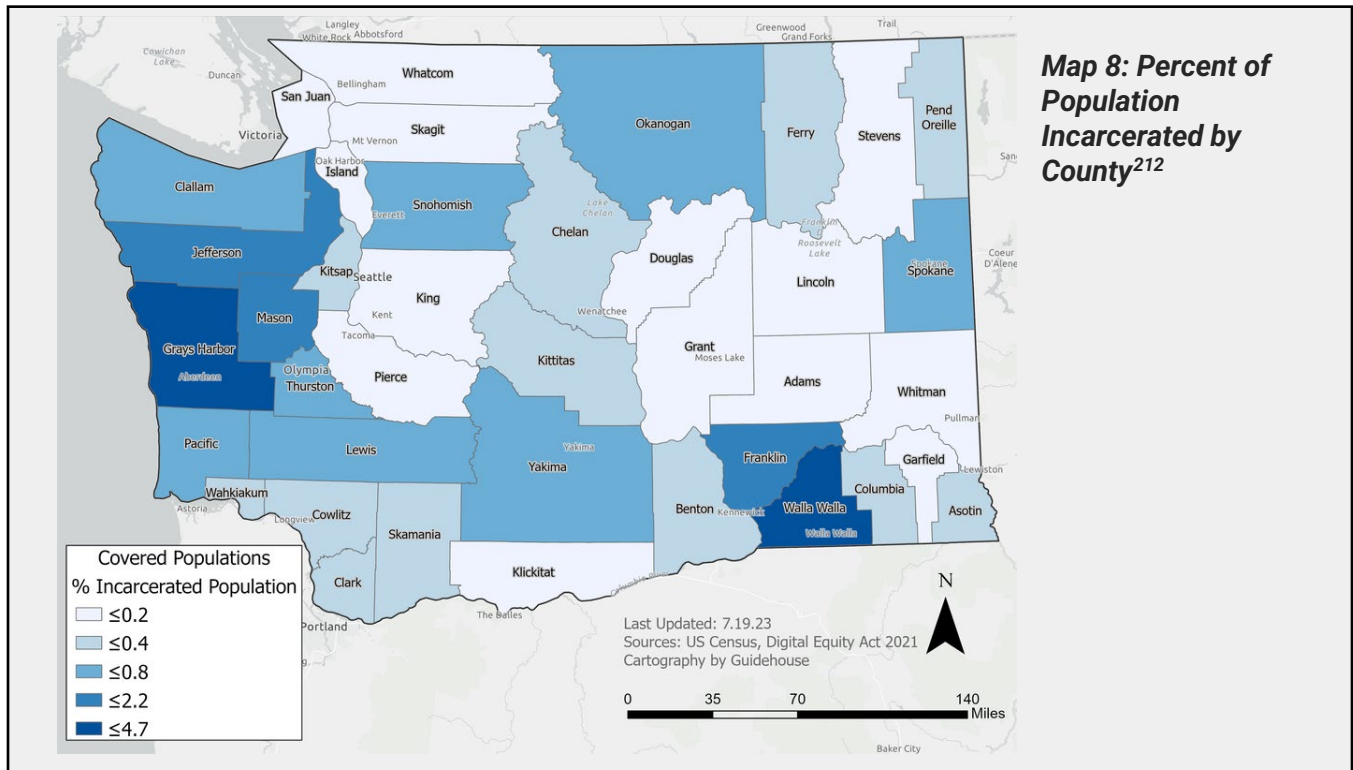 Map 8: Percent of
Population
Incarcerated by
County212
Langley
White Rock Abbotsford
Greenwood
Grand Forks
Trail
Cowichan
Lake
Duncan
Victoria
Whatcom
Bellingham
San Juan
Skagit
Mt Vernon
Oak Harbor
Island
Okanogan
Ferry
Stevens
Pend
Oreille
Clallam
Snohomish
Everett
Lake
Chelan
Chelan
Franklin
Roosevelt
Lake
Jefferson
Kitsap
Seattle
King
Kent
Douglas
Lincoln
Spokane
Spokane
Coeur
D'Alene
Mason
Tacoma
Wenatchee
Grays Harbor
Aberdeen
Olympia
Thurston
Pierce
Kittitas
Grant
Moses Lake
Adams
Whitman
Pullman
Pacific
Lewis
Yakima
Yakima
Franklin
Garfield
Lewiston
Wahkiakum
Astoria
Longview
Cowlitz
Skamania
Benton
Kennewick
Walla Walla
Walla Walla
Columbia
Asotin
Clark
Klickitat
Portland
The Dalles
Columbia River
Baker City
Covered Populations
% Incarcerated Population
≤0.2
≤0.4
≤0.8
≤2.2
≤4.7
N
Last Updated: 7.19.23
Sources: US Census, Digital Equity Act 2021
Cartography by Guidehouse
0 35 70 140
Miles